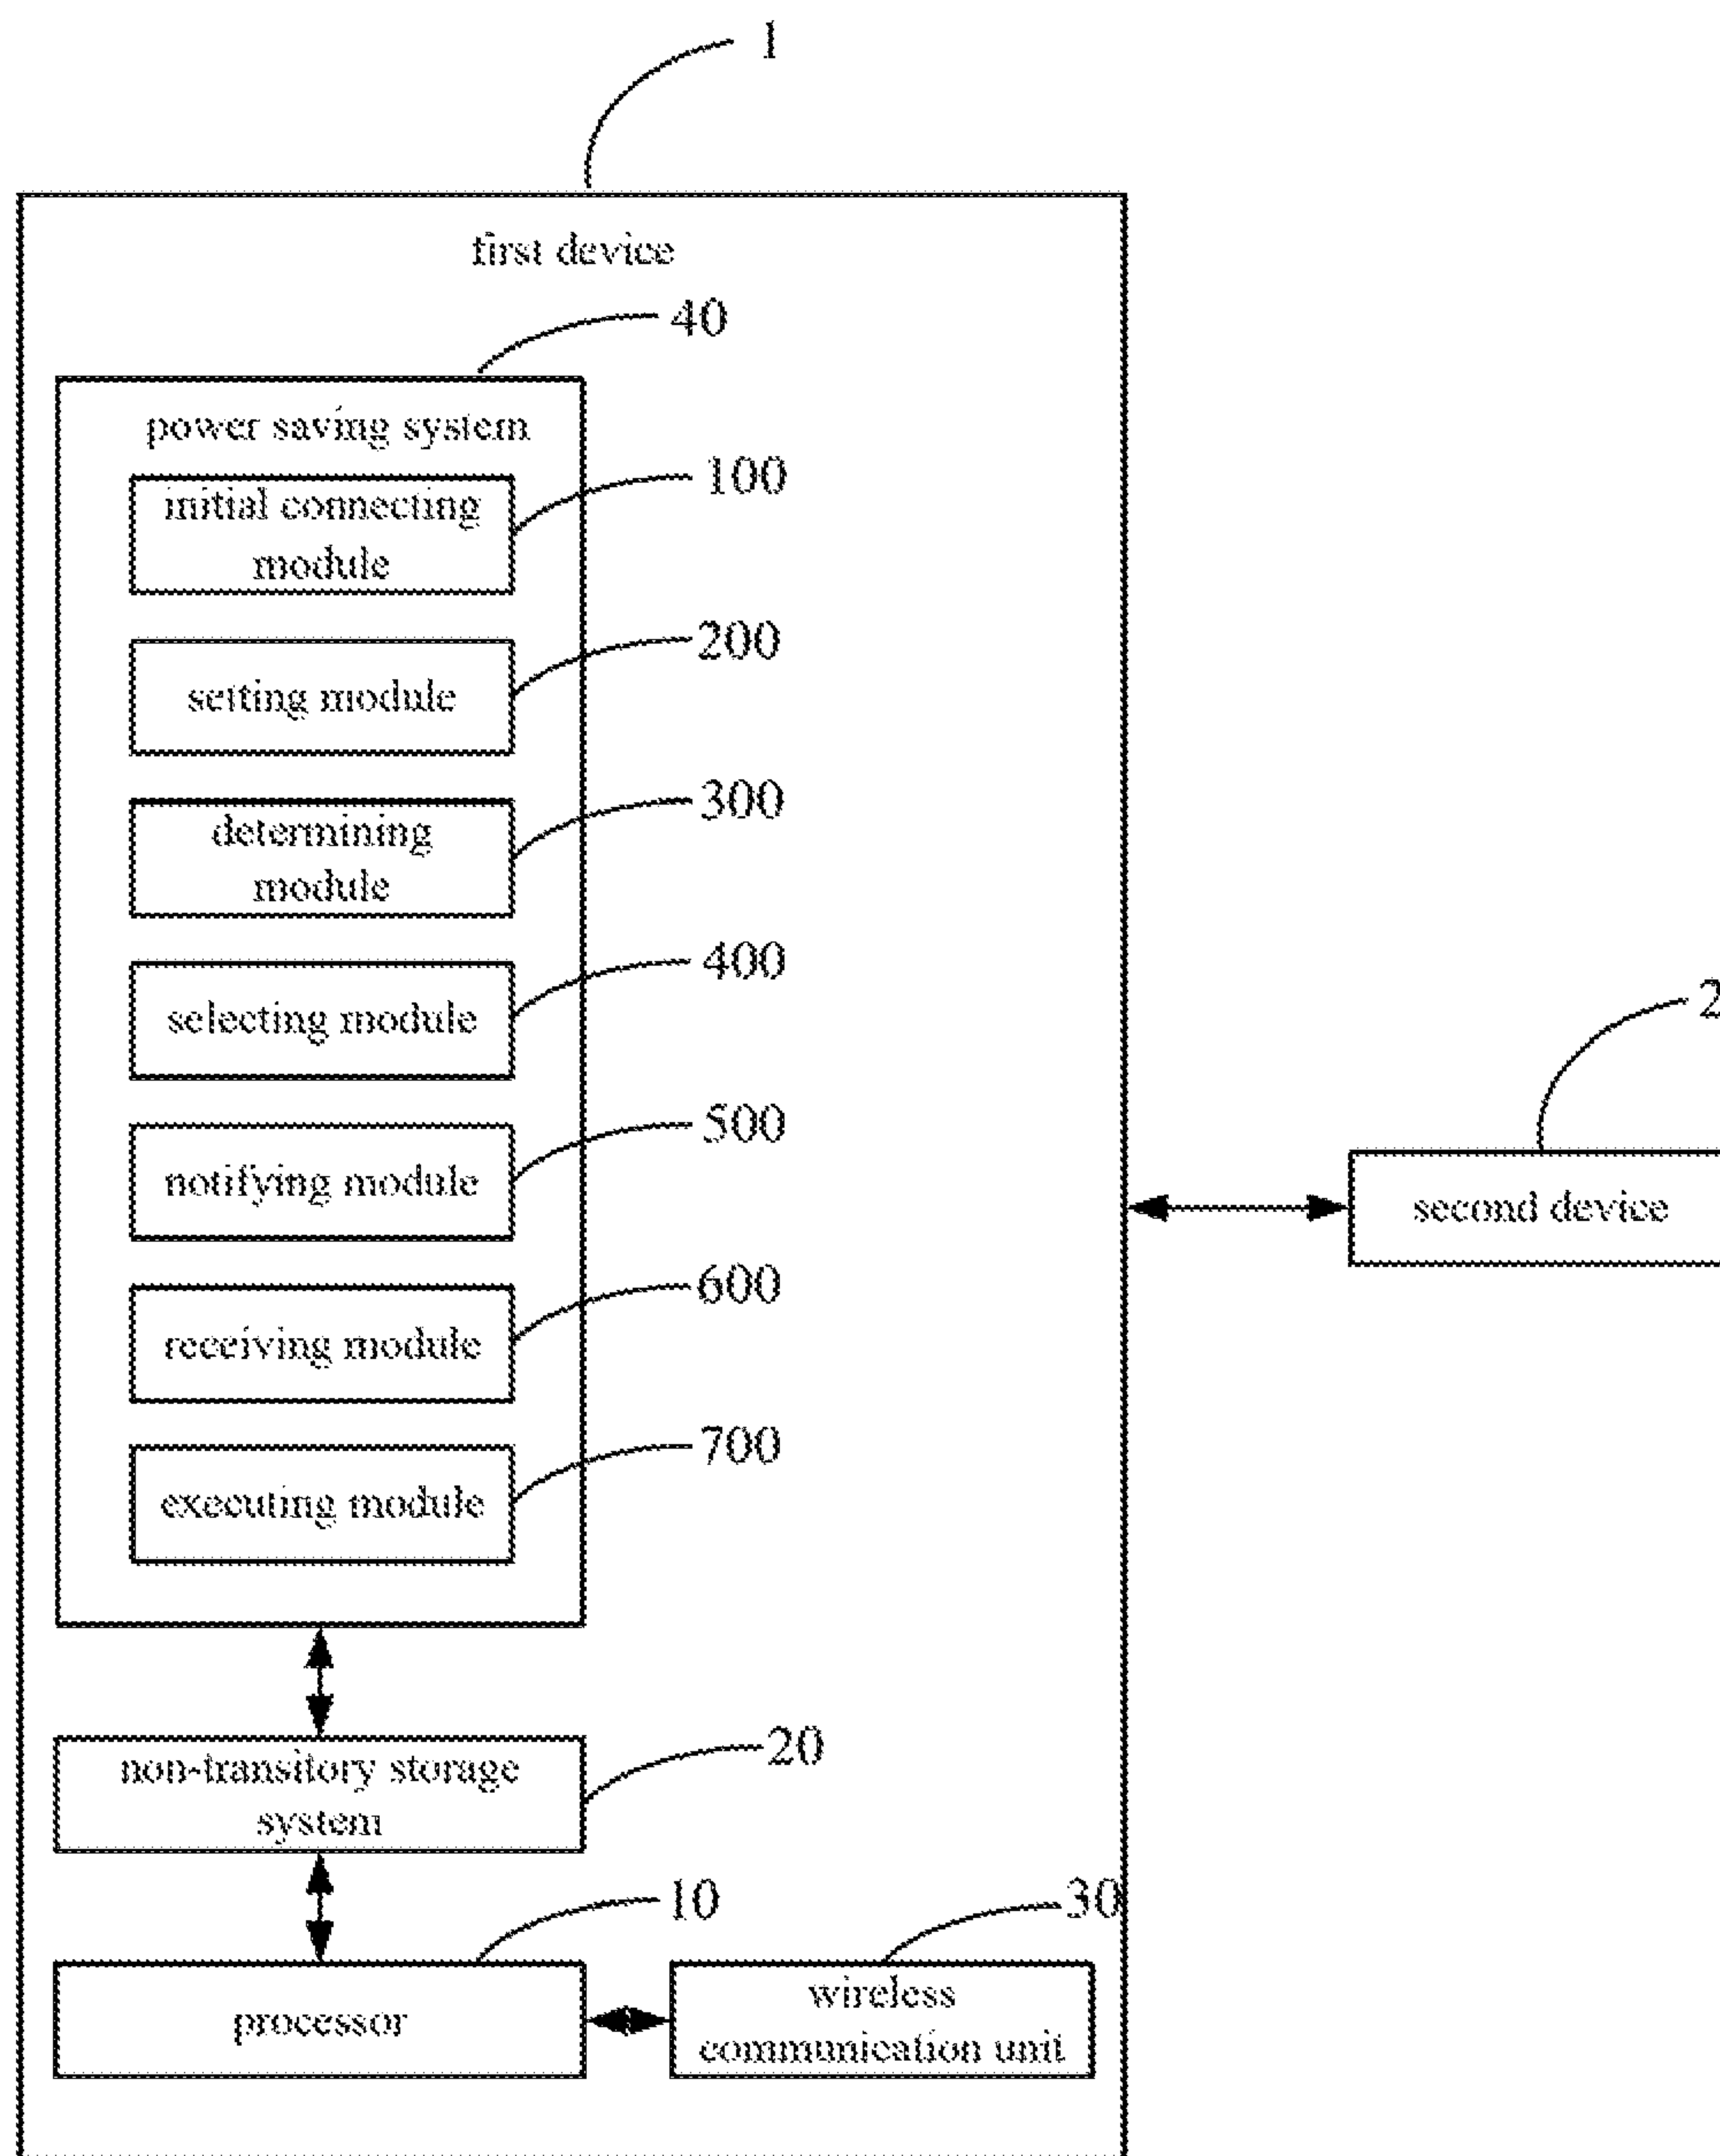 1
first device
40
power saving system
100
initial connecting
module
200
setting module
300
determining
module
400
selecting module
2
500
notifying module
second device
600
receiving module
700
executing module
20
non-transitory storage
system
10
30
processor
wireless
communication unit